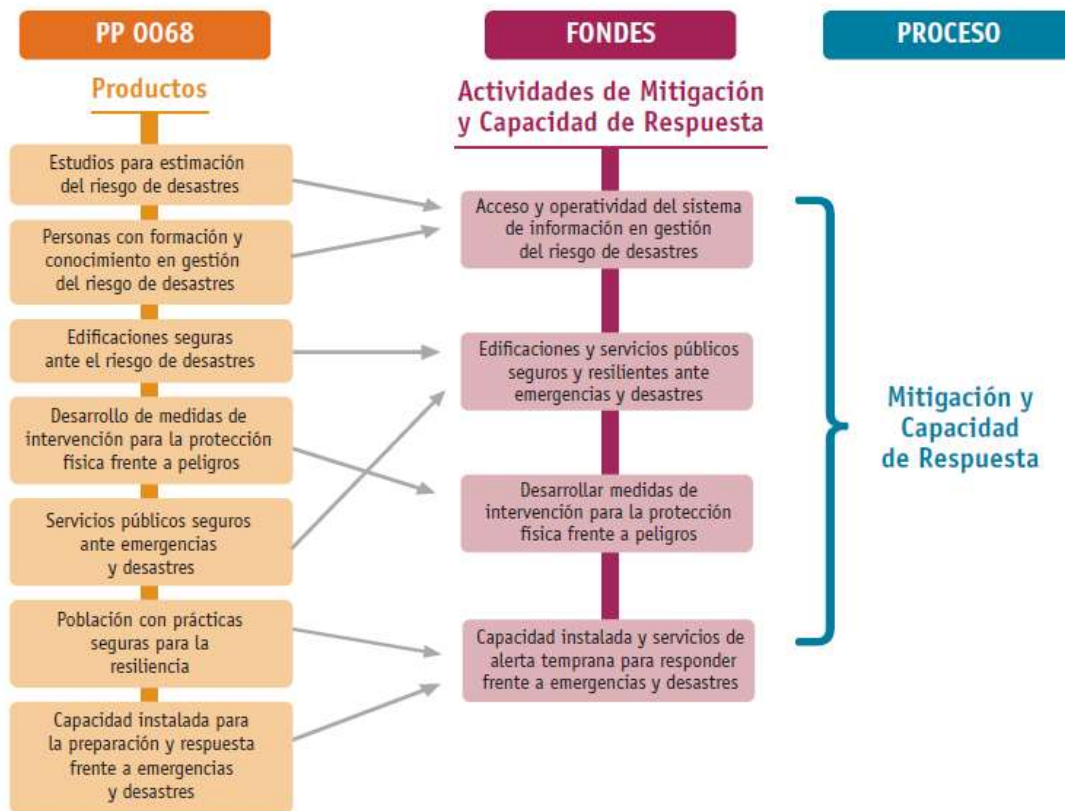 PP 0068
Productos
Estudios para estimación
del riesgo de desastres
Personas con formación y
conocimiento en gestión
del riesgo de desastres
Edificaciones seguras
ante el riesgo de desastres
Desarrollo de medidas de
intervención para la protección
física frente a peligros
Servicios públicos seguros
ante emergencias
y desastres
Población con prácticas
seguras para la
resiliencia
Capacidad instalada para
la preparación y respuesta
frente a emergencias
y desastres
FONDES
Actividades de Mitigación
y Capacidad de Respuesta
Acceso y operatividad del sistema
de información en gestión
del riesgo de desastres
Edificaciones y servicios públicos
seguros y resilientes ante
emergencias y desastres
Desarrollar medidas de
intervención para la protección
física frente a peligros
Capacidad instalada y servicios de
alerta temprana para responder
frente a emergencias y desastres
PROCESO
Mitigación y
Capacidad
de Respuesta